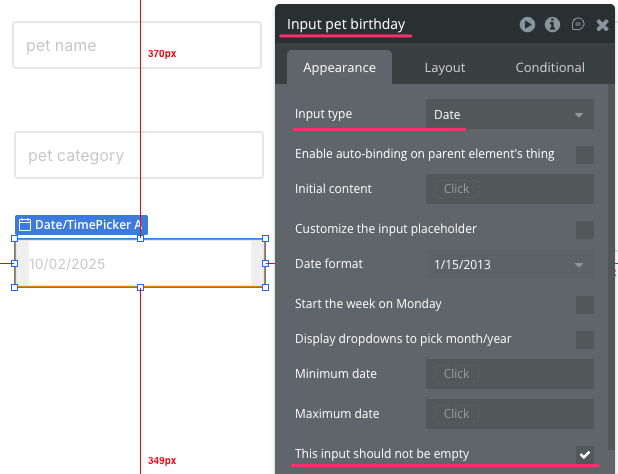 pet name
370px
pet category
Date/TimePicker A
10/02/2025
349px
Input pet birthday
Appearance
Layout
Conditional
Input type
Date
Enable auto-binding on parent element's thing
Initial content
Click
Customize the input placeholder
Date format
1/15/2013
Start the week on Monday
Display dropdowns to pick month/year
Minimum date
Click
Maximum date
Click
This input should not be empty